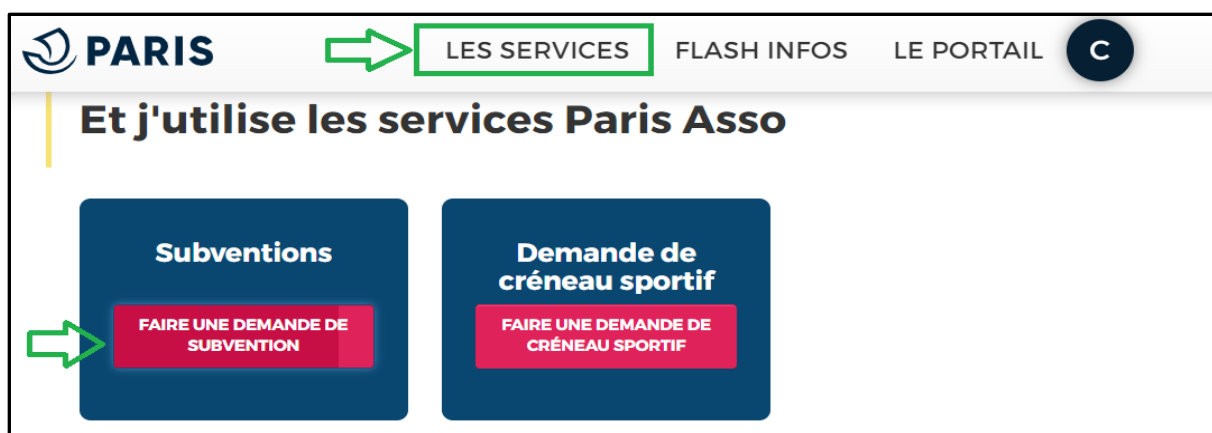 PARIS LES SERVICES FLASH INFOS LE PORTAIL C
Et j'utilise les services Paris Asso
Subventions
FAIRE UNE DEMANDE DE
SUBVENTION
Demande de
créneau sportif
FAIRE UNE DEMANDE DE
CRÉNEAU SPORTIF